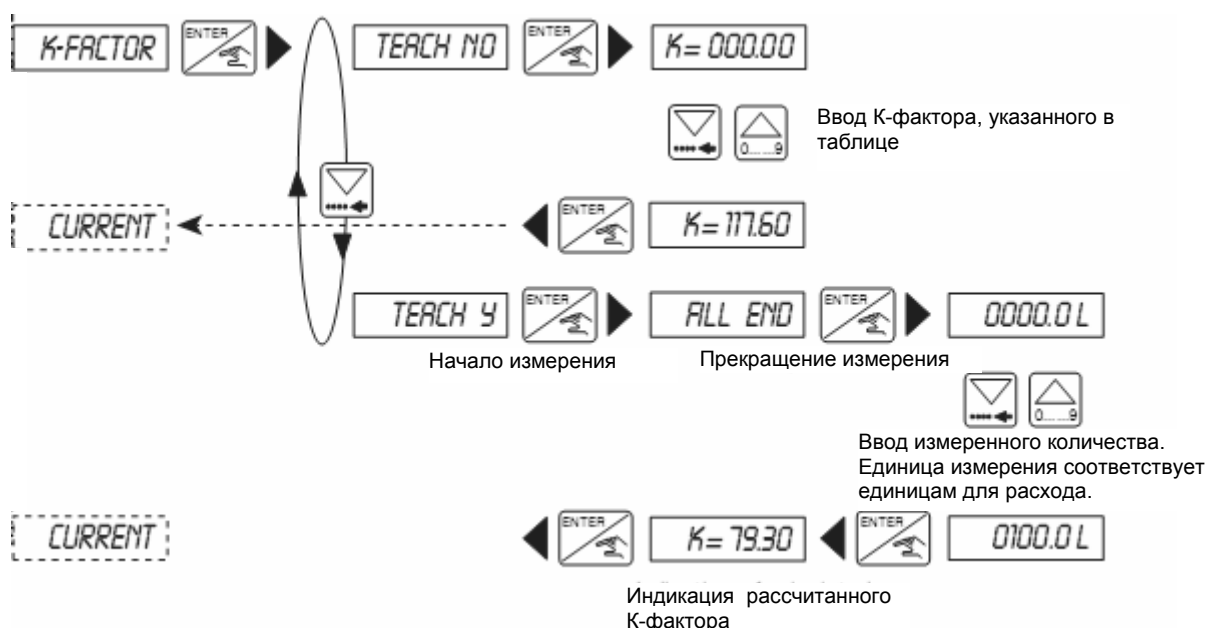 K-FACTOR ENTER TEACH NO ENTER K= 000.00
0.....9
Ввод К-фактора, указанного в
таблице
CURRENT ENTER K= 117.60
TEACH Y ENTER FILL END ENTER 0000.0 L
Начало измерения Прекращение измерения
0.....9
Ввод измеренного количества.
Единица измерения соответствует
единицам для расхода.
CURRENT ENTER K= 79.30 ENTER 0100.0 L
Индикация рассчитанного
К-фактора